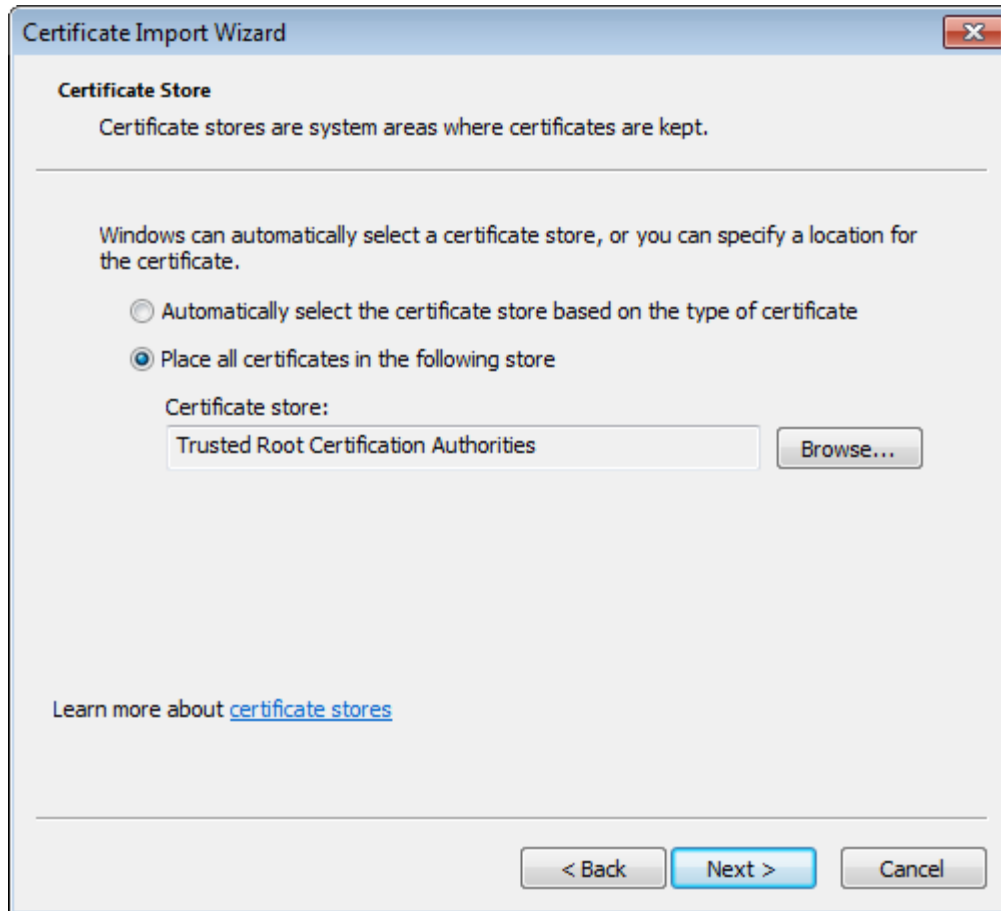 Certificate Import Wizard
Certificate Store
Certificate stores are system areas where certificates are kept.
Windows can automatically select a certificate store, or you can specify a location for
the certificate.
Automatically select the certificate store based on the type of certificate
Place all certificates in the following store
Certificate store:
Trusted Root Certification Authorities
Browse...
Learn more about certificate stores
< Back
Next >
Cancel